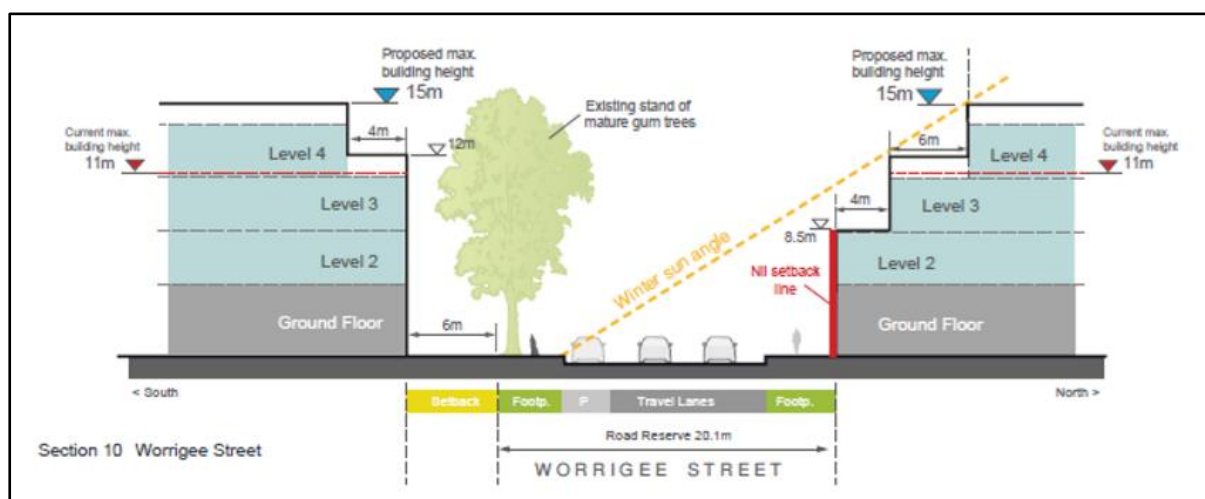 Proposed max.
building height
15m
Proposed max.
building height
15m
Existing stand of
mature gum trees
Current max.
building height
11m
4m
12m
6m
Current max.
building height
11m
Level 4
Level 4
4m
Level 3
Level 3
8.5m
Winter sun angle
Level 2
Level 2
Nil setback
line
Ground Floor
6m
Ground Floor
< South
North >
Setback
Footp.
P
Travel Lanes
Footp.
Road Reserve 20.1m
Section 10 Worrigee Street
WORRIGEE STREET